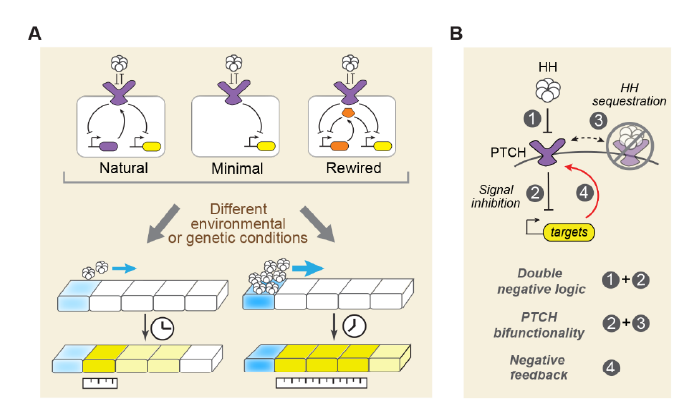 A
Natural
Minimal
Rewired
Different
environmental
or genetic conditions
B
HH
HH
sequestration
1
3
PTCH
Signal
inhibition
2
4
targets
Double
negative logic
1 + 2
PTCH
bifunctionality
2 + 3
Negative
feedback
4